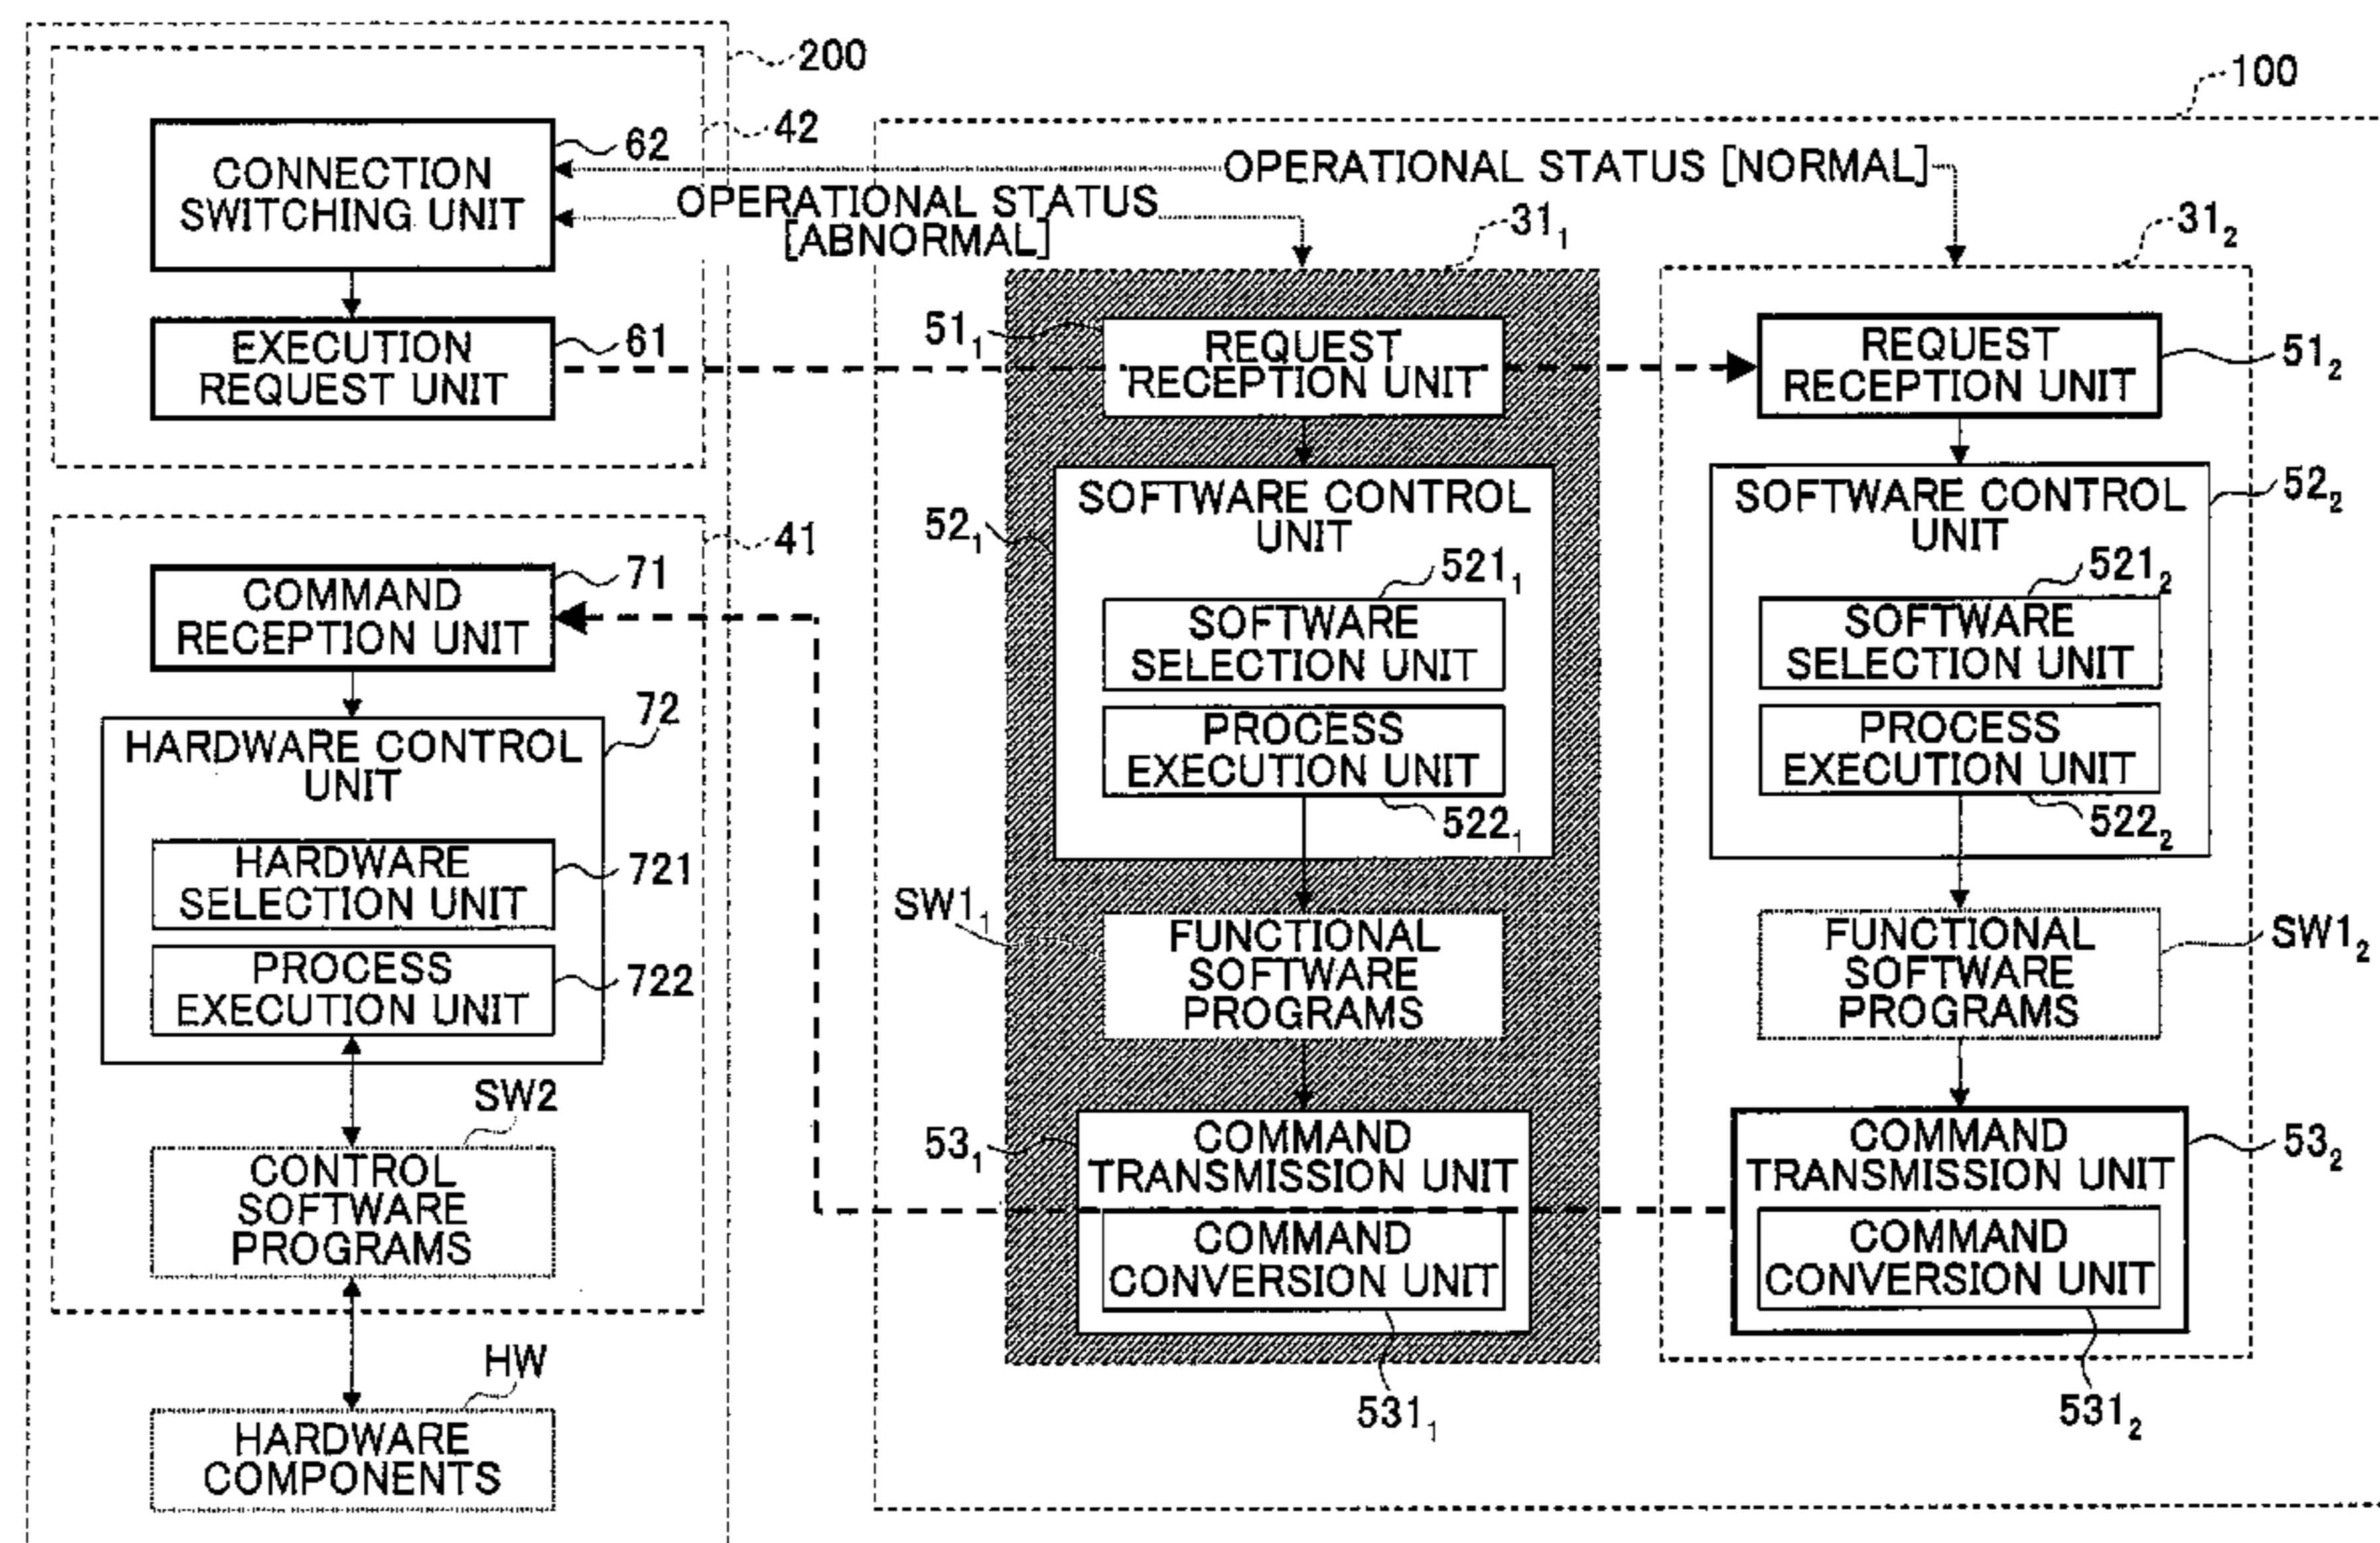 200
100
42
62
CONNECTION
SWITCHING UNIT
OPERATIONAL STATUS [NORMAL]
OPERATIONAL STATUS
[ABNORMAL]
61
EXECUTION
REQUEST UNIT
41
71
COMMAND
RECEPTION UNIT
72
HARDWARE CONTROL
UNIT
HARDWARE
SELECTION UNIT
721
PROCESS
EXECUTION UNIT
722
SW2
CONTROL
SOFTWARE
PROGRAMS
HW
HARDWARE
COMPONENTS
31₁
51₁
REQUEST
RECEPTION UNIT
52₁
SOFTWARE CONTROL
UNIT
521₁
SOFTWARE
SELECTION UNIT
PROCESS
EXECUTION UNIT
522₁
SW1₁
FUNCTIONAL
SOFTWARE
PROGRAMS
53₁
COMMAND
TRANSMISSION UNIT
COMMAND
CONVERSION UNIT
531₁
31₂
REQUEST
RECEPTION UNIT
51₂
SOFTWARE CONTROL
UNIT
52₂
521₂
SOFTWARE
SELECTION UNIT
PROCESS
EXECUTION UNIT
522₂
FUNCTIONAL
SOFTWARE
PROGRAMS
SW1₂
COMMAND
TRANSMISSION UNIT
53₂
COMMAND
CONVERSION UNIT
531₂